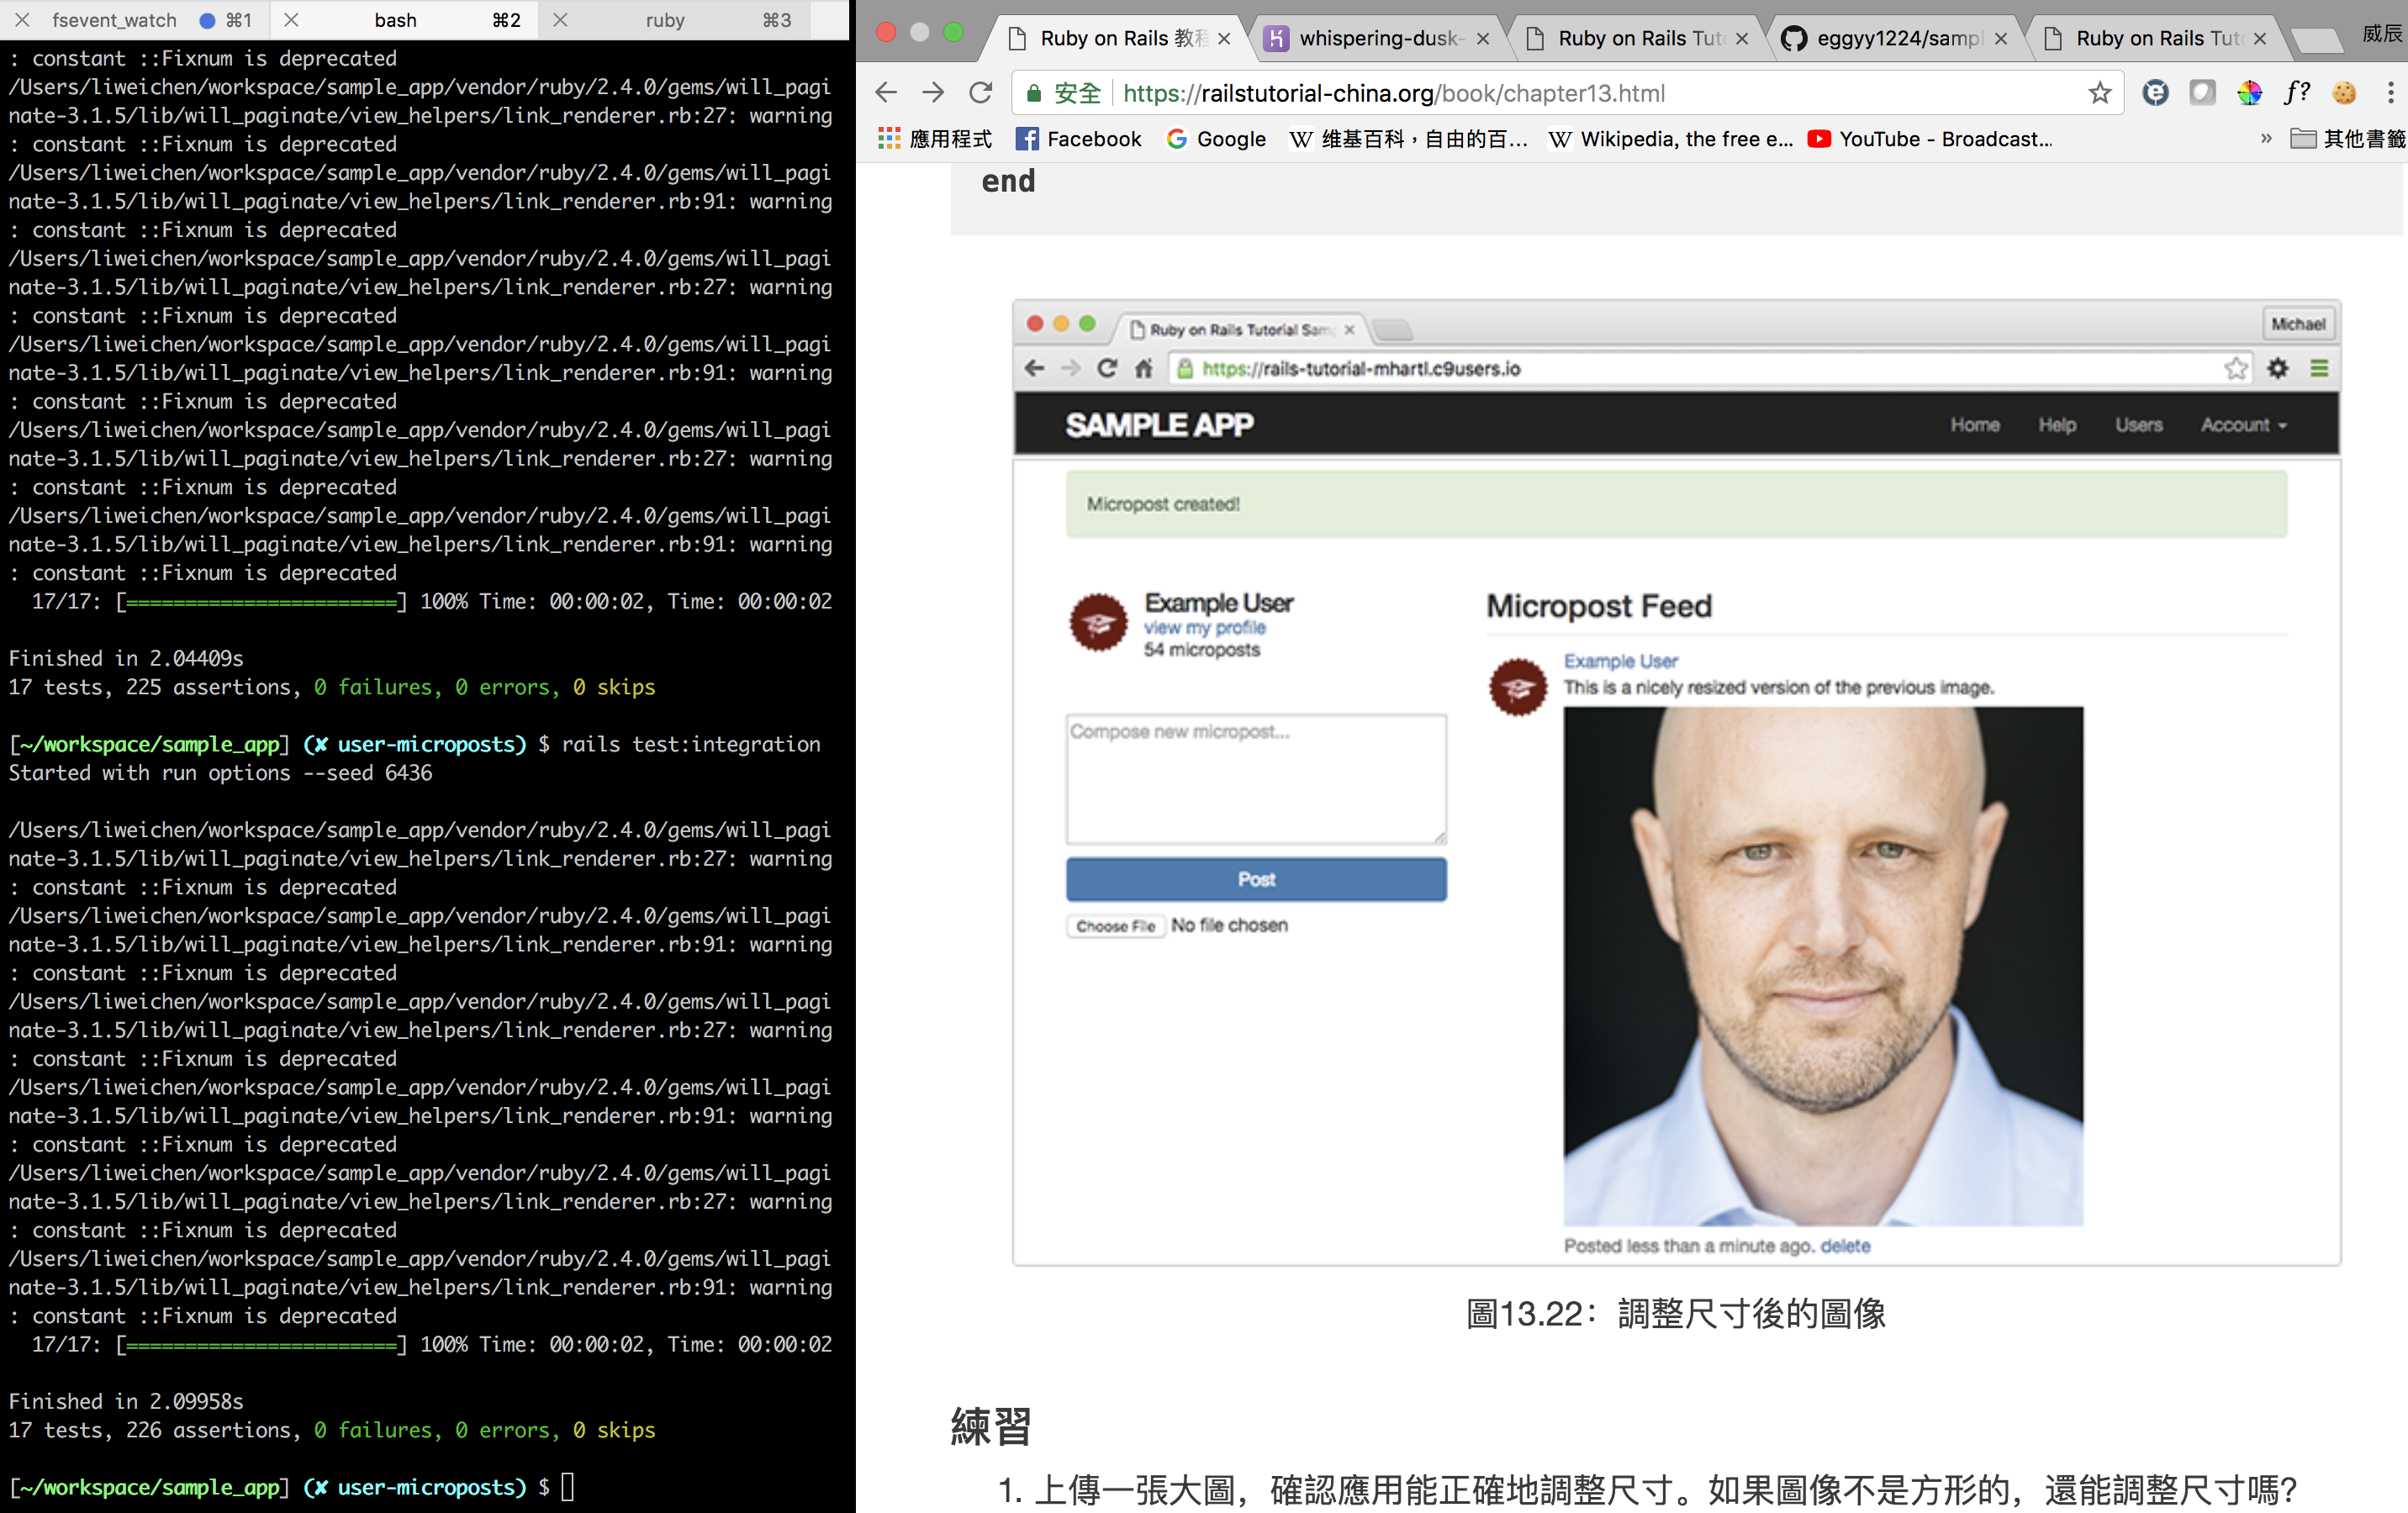 fsevent_watch ⌘1 bash ⌘2 ruby ⌘3
: constant ::Fixnum is deprecated
/Users/liweichen/workspace/sample_app/vendor/ruby/2.4.0/gems/will_pagi
nate-3.1.5/lib/will_paginate/view_helpers/link_renderer.rb:27: warning
: constant ::Fixnum is deprecated
/Users/liweichen/workspace/sample_app/vendor/ruby/2.4.0/gems/will_pagi
nate-3.1.5/lib/will_paginate/view_helpers/link_renderer.rb:91: warning
: constant ::Fixnum is deprecated
/Users/liweichen/workspace/sample_app/vendor/ruby/2.4.0/gems/will_pagi
nate-3.1.5/lib/will_paginate/view_helpers/link_renderer.rb:27: warning
: constant ::Fixnum is deprecated
/Users/liweichen/workspace/sample_app/vendor/ruby/2.4.0/gems/will_pagi
nate-3.1.5/lib/will_paginate/view_helpers/link_renderer.rb:91: warning
: constant ::Fixnum is deprecated
/Users/liweichen/workspace/sample_app/vendor/ruby/2.4.0/gems/will_pagi
nate-3.1.5/lib/will_paginate/view_helpers/link_renderer.rb:27: warning
: constant ::Fixnum is deprecated
/Users/liweichen/workspace/sample_app/vendor/ruby/2.4.0/gems/will_pagi
nate-3.1.5/lib/will_paginate/view_helpers/link_renderer.rb:91: warning
: constant ::Fixnum is deprecated
17/17: [=======================] 100% Time: 00:00:02, Time: 00:00:02
Finished in 2.04409s
17 tests, 225 assertions, 0 failures, 0 errors, 0 skips
[~/workspace/sample_app] (✘ user-microposts) $ rails test:integration
Started with run options --seed 6436
/Users/liweichen/workspace/sample_app/vendor/ruby/2.4.0/gems/will_pagi
nate-3.1.5/lib/will_paginate/view_helpers/link_renderer.rb:27: warning
: constant ::Fixnum is deprecated
/Users/liweichen/workspace/sample_app/vendor/ruby/2.4.0/gems/will_pagi
nate-3.1.5/lib/will_paginate/view_helpers/link_renderer.rb:91: warning
: constant ::Fixnum is deprecated
/Users/liweichen/workspace/sample_app/vendor/ruby/2.4.0/gems/will_pagi
nate-3.1.5/lib/will_paginate/view_helpers/link_renderer.rb:27: warning
: constant ::Fixnum is deprecated
/Users/liweichen/workspace/sample_app/vendor/ruby/2.4.0/gems/will_pagi
nate-3.1.5/lib/will_paginate/view_helpers/link_renderer.rb:91: warning
: constant ::Fixnum is deprecated
/Users/liweichen/workspace/sample_app/vendor/ruby/2.4.0/gems/will_pagi
nate-3.1.5/lib/will_paginate/view_helpers/link_renderer.rb:27: warning
: constant ::Fixnum is deprecated
/Users/liweichen/workspace/sample_app/vendor/ruby/2.4.0/gems/will_pagi
nate-3.1.5/lib/will_paginate/view_helpers/link_renderer.rb:91: warning
: constant ::Fixnum is deprecated
17/17: [=======================] 100% Time: 00:00:02, Time: 00:00:02
Finished in 2.09958s
17 tests, 226 assertions, 0 failures, 0 errors, 0 skips
[~/workspace/sample_app] (✘ user-microposts) $
Ruby on Rails 教程 whispering-dusk- Ruby on Rails Tuto eggyy1224/sampl Ruby on Rails Tuto 威辰
安全 https://railstutorial-china.org/book/chapter13.html f?
應用程式 Facebook Google 維基百科，自由的百... Wikipedia, the free e... YouTube - Broadcast... » 其他書籤
end
Ruby on Rails Tutorial Sam Michael
https://rails-tutorial-mhartl.c9users.io
SAMPLE APP Home Help Users Account
Micropost created!
Example User
view my profile
54 microposts
Compose new micropost...
Post
Choose File No file chosen
Micropost Feed
Example User
This is a nicely resized version of the previous image.
Posted less than a minute ago. delete
圖13.22：調整尺寸後的圖像
練習
1. 上傳一張大圖，確認應用能正確地調整尺寸。如果圖像不是方形的，還能調整尺寸嗎？